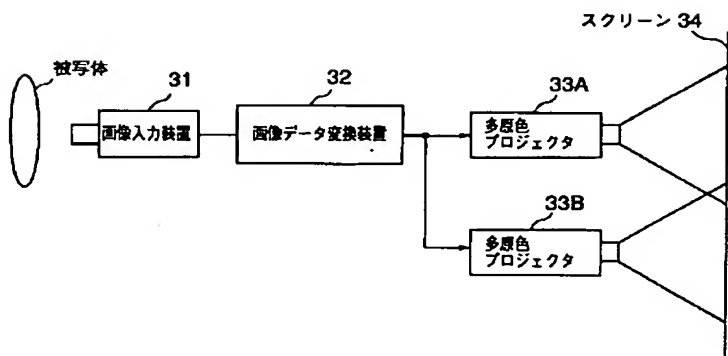 スクリーン 34
被写体
31
画像入力装置
32
画像データ変換装置
33A
多原色
プロジェクタ
33B
多原色
プロジェクタ